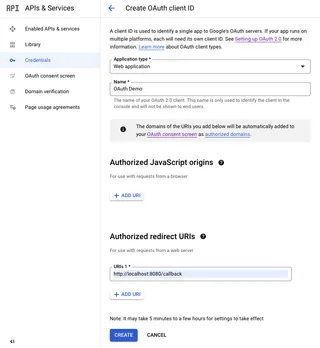 API APIs & Services
Enabled APIs & services
Library
Credentials
OAuth consent screen
Domain verification
Page usage agreements
Create OAuth client ID
A client ID is used to identify a single app to Google's OAuth servers. If your app runs on
multiple platforms, each will need its own client ID. See Setting up OAuth 2.0 for more
information. Learn more about OAuth client types.
Application type *
Web application
Name *
OAuth Demo
The name of your OAuth 2.0 client. This name is only used to identify the client in the
console and will not be shown to end users.
The domains of the URIs you add below will be automatically added to
your OAuth consent screen as authorized domains.
Authorized JavaScript origins
For use with requests from a browser
+ ADD URI
Authorized redirect URIs
For use with requests from a web server
URIs 1 *
http://localhost:8080/callback
+ ADD URI
Note: It may take 5 minutes to a few hours for settings to take effect
CREATE CANCEL